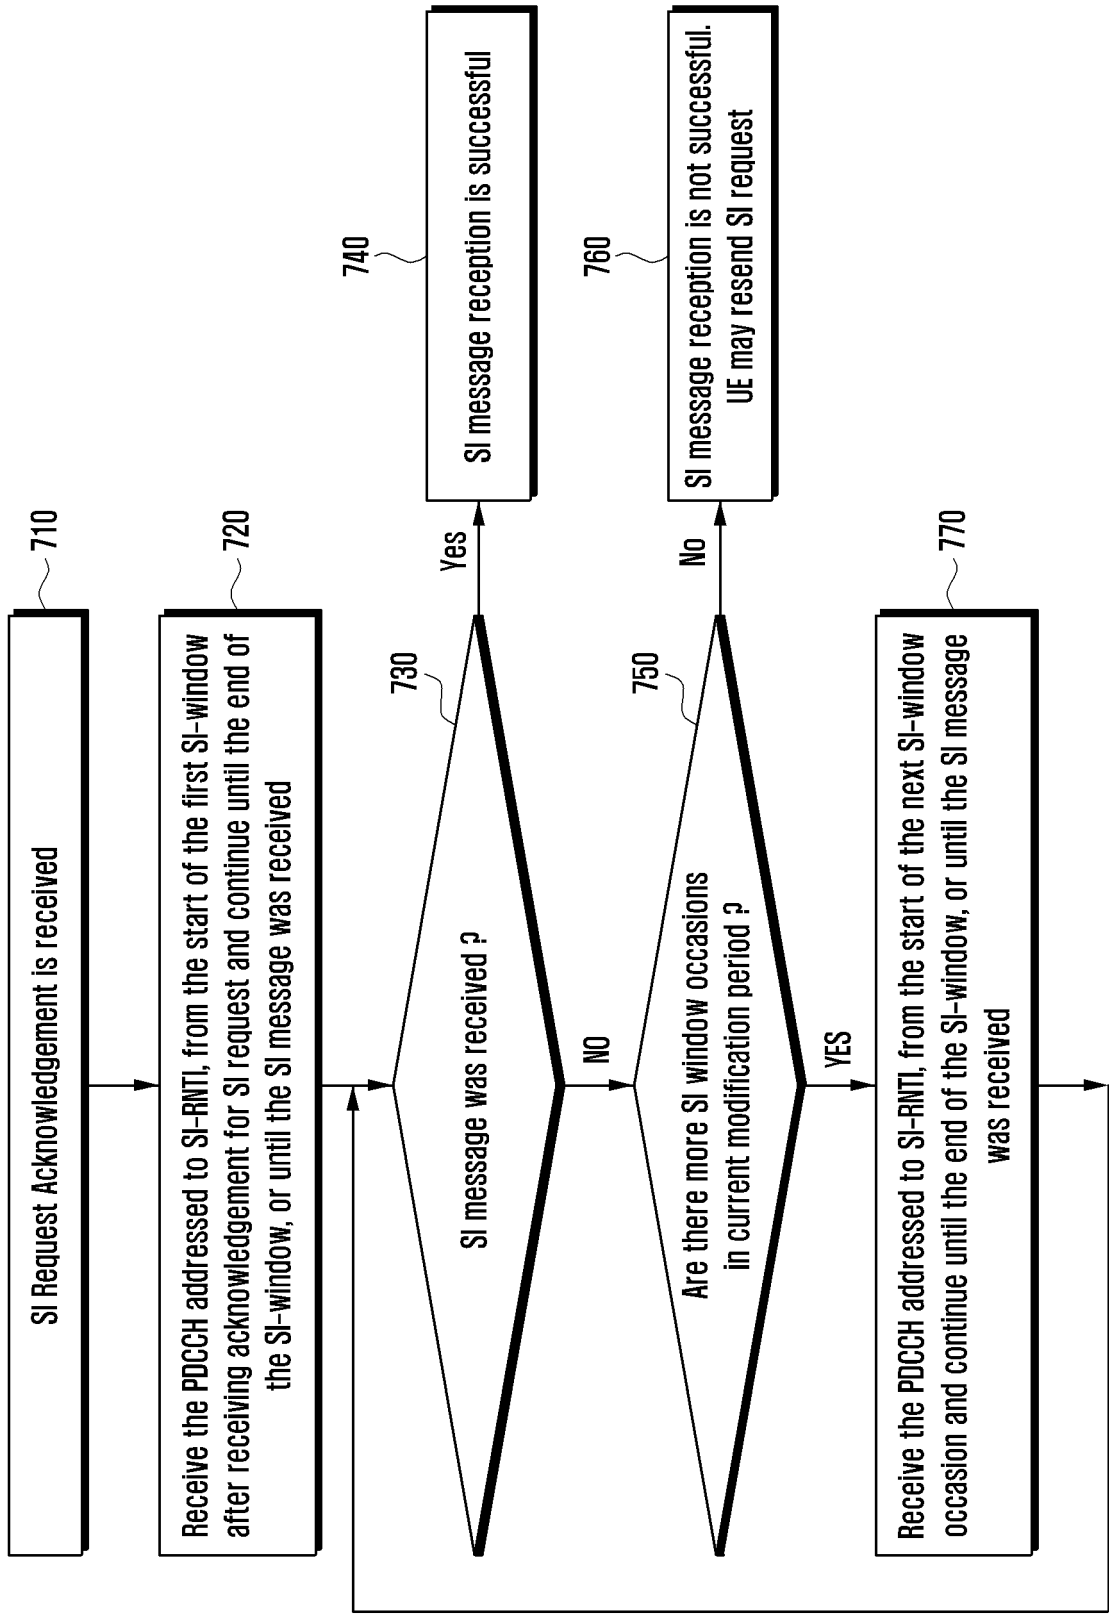 SI Request Acknowledgement is received
710
Receive the PDCCH addressed to SI-RNTI, from the start of the first SI-window
after receiving acknowledgement for SI request and continue until the end of
the SI-window, or until the SI message was received
720
SI message was received ?
730
Yes
SI message reception is successful
740
NO
Are there more SI window occasions
in current modification period ?
750
No
SI message reception is not successful.
UE may resend SI request
760
YES
Receive the PDCCH addressed to SI-RNTI, from the start of the next SI-window
occasion and continue until the end of the SI-window, or until the SI message
was received
770